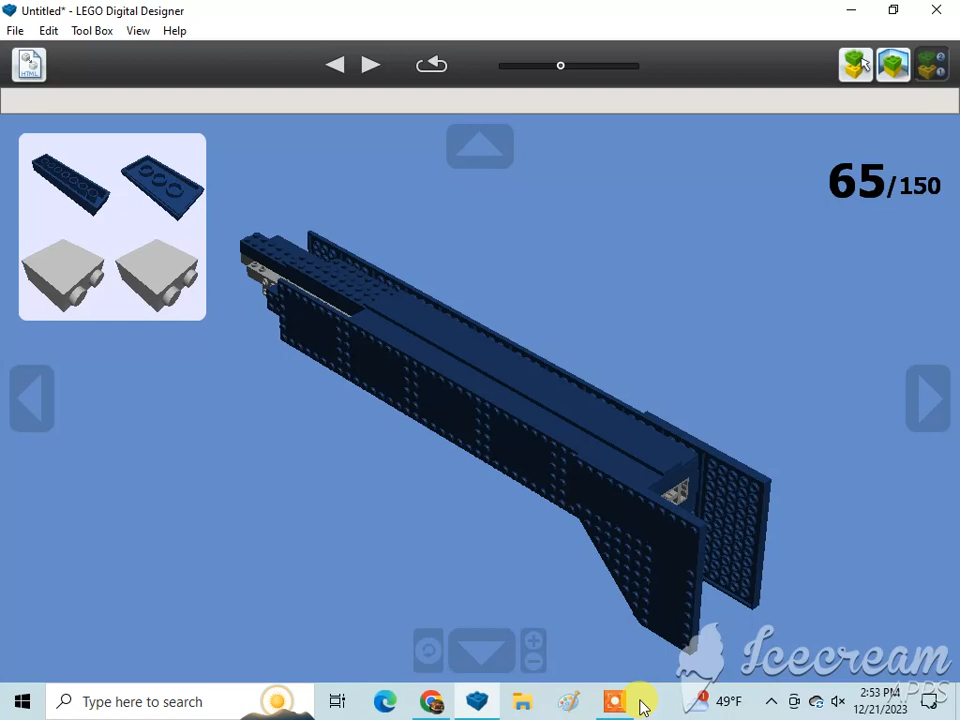 Untitled* - LEGO Digital Designer
File Edit Tool Box View Help
HTML
65/150
Icecream
APPS
Type here to search
49°F
2:53 PM
12/21/2023